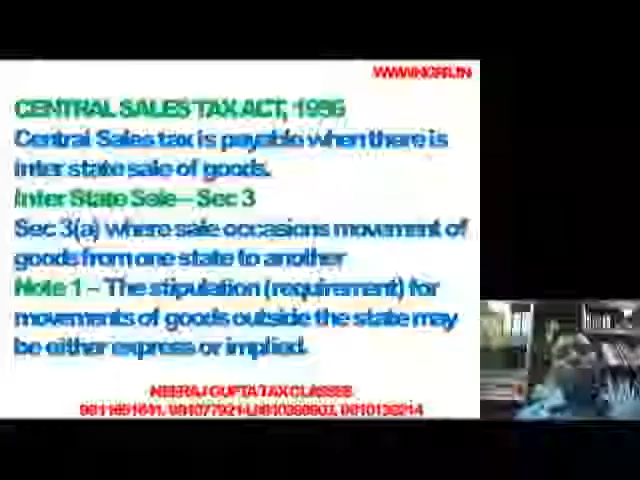 CENTRAL SALES TAX ACT, 1956
Central Sales tax is payable when there is
inter state sale of goods.
Inter State Sale – Sec 3
Sec 3(a) where sale occasions movement of
goods from one state to another
Note 1 – The stipulation (requirement) for
movements of goods outside the state may
be either express or implied.
NEERAJ GUPTA TAX CLASSES